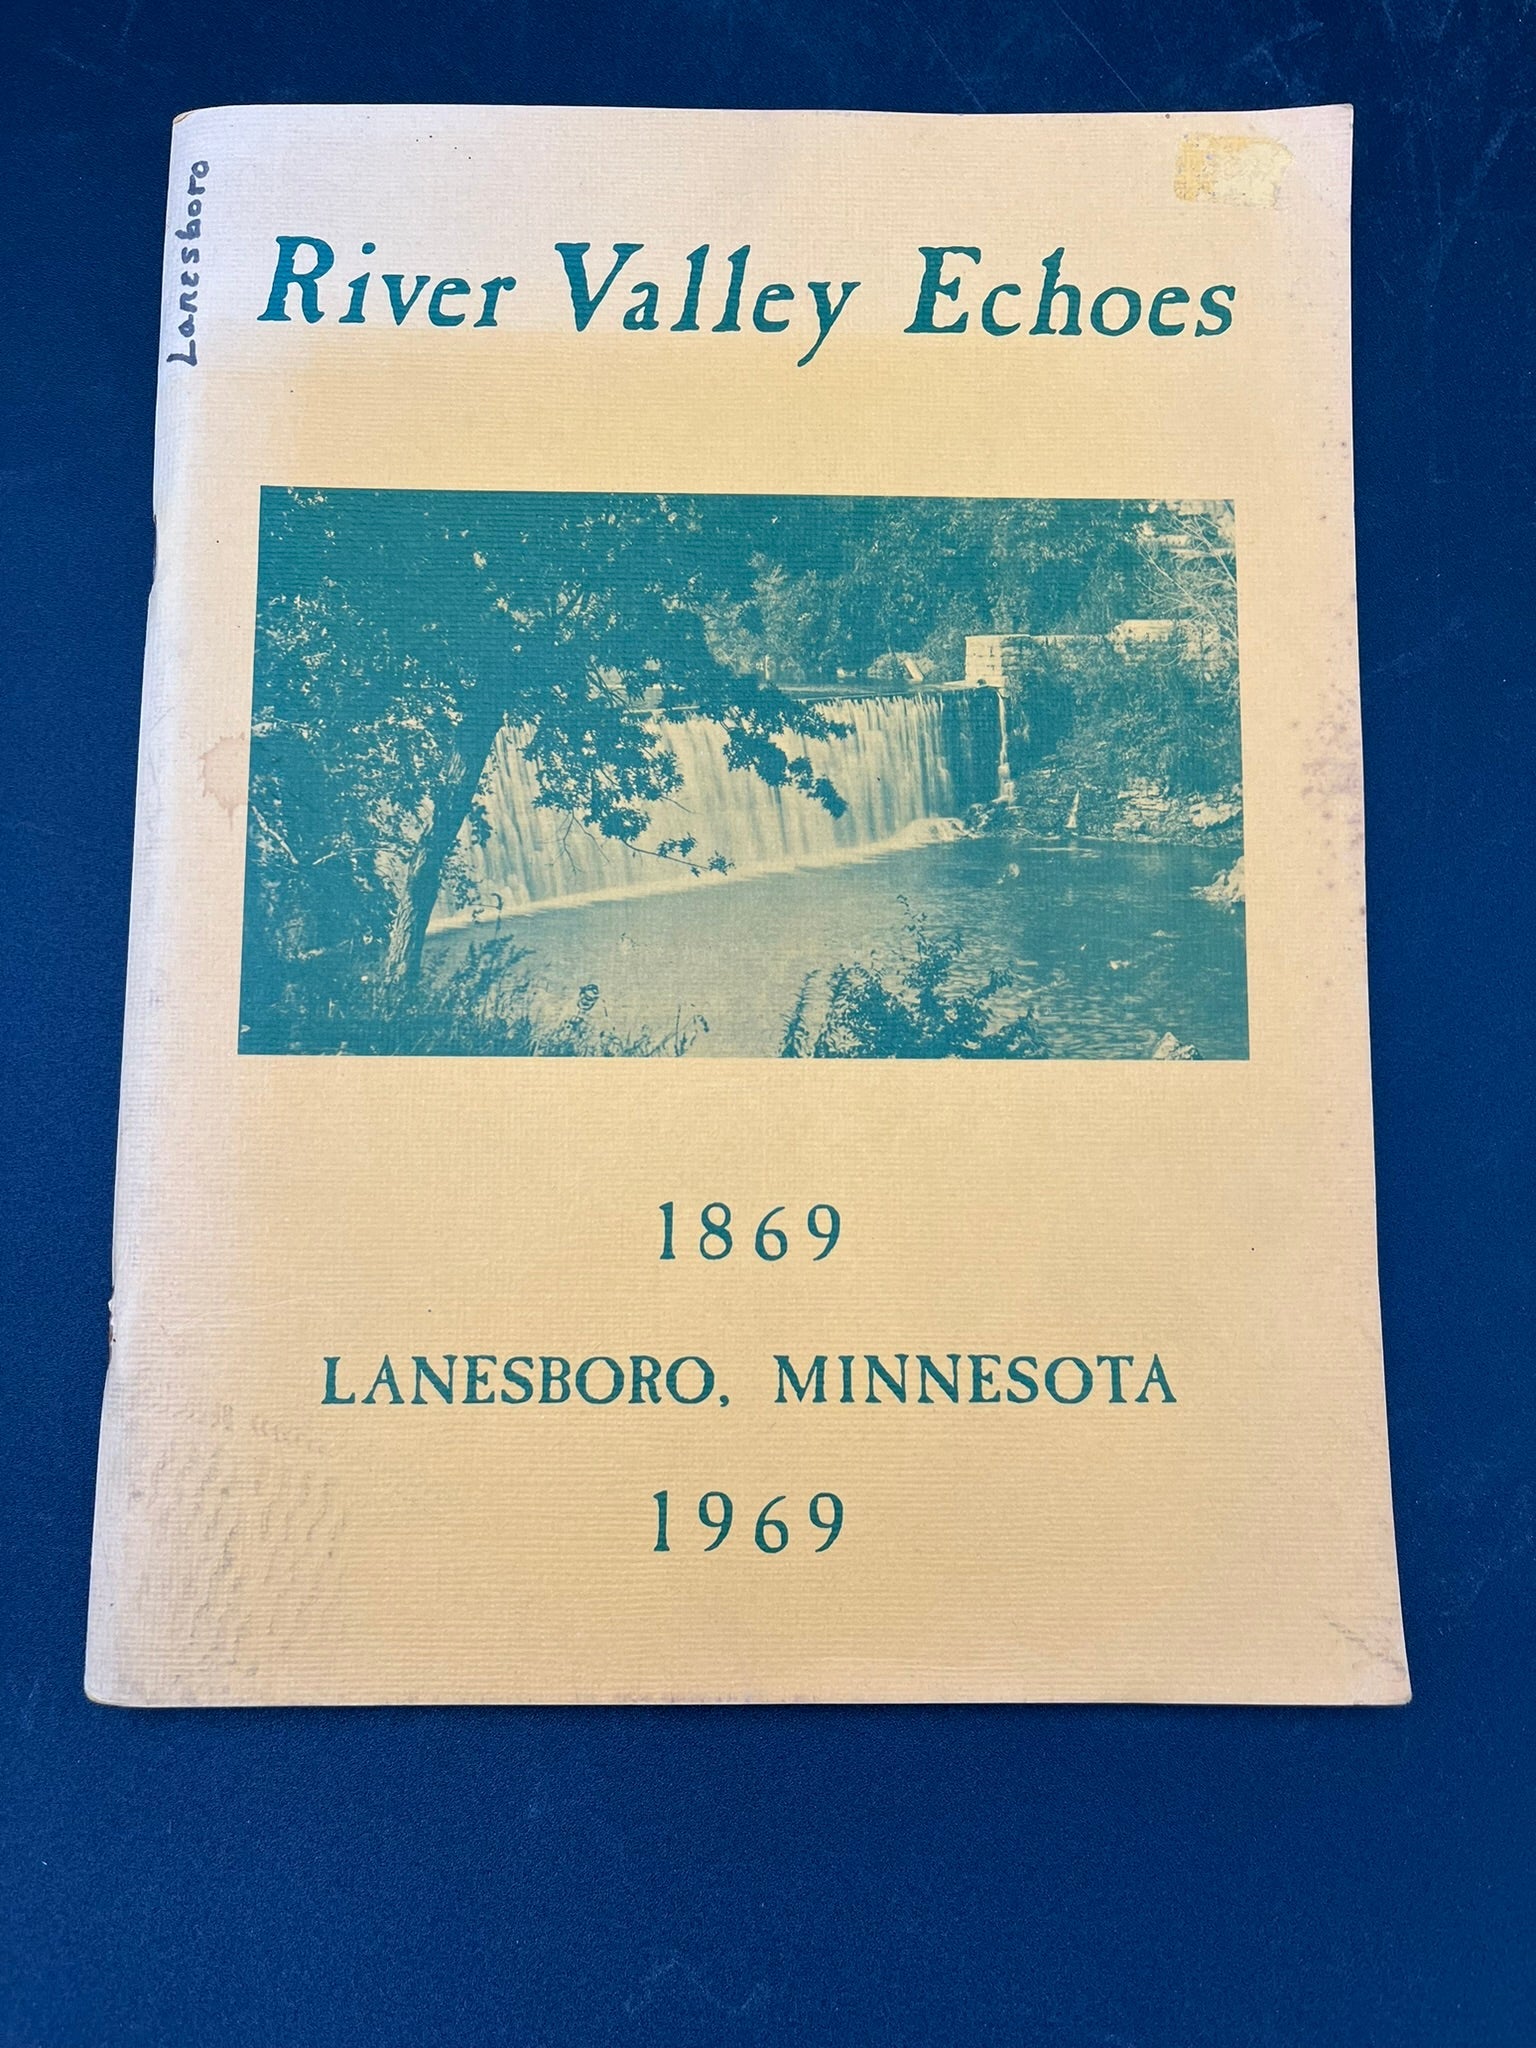 Lanesboro
River Valley Echoes
1869
LANESBORO, MINNESOTA
1969